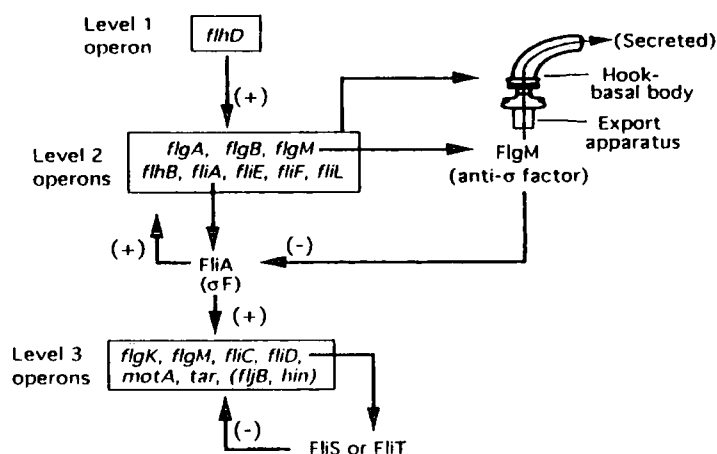 Level 1
operon
flhD
(+)
(Secreted)
Hook-
basal body
Export
apparatus
Level 2
operons
flgA, flgB, flgM
flhB, fliA, fliE, fliF, fliL
FlgM
(anti-σ factor)
(+)
(-)
FliA
(σF)
(+)
Level 3
operons
flgK, flgM, fliC, fliD,
motA, tar, (fljB, hin)
(-)
FliS or FliT